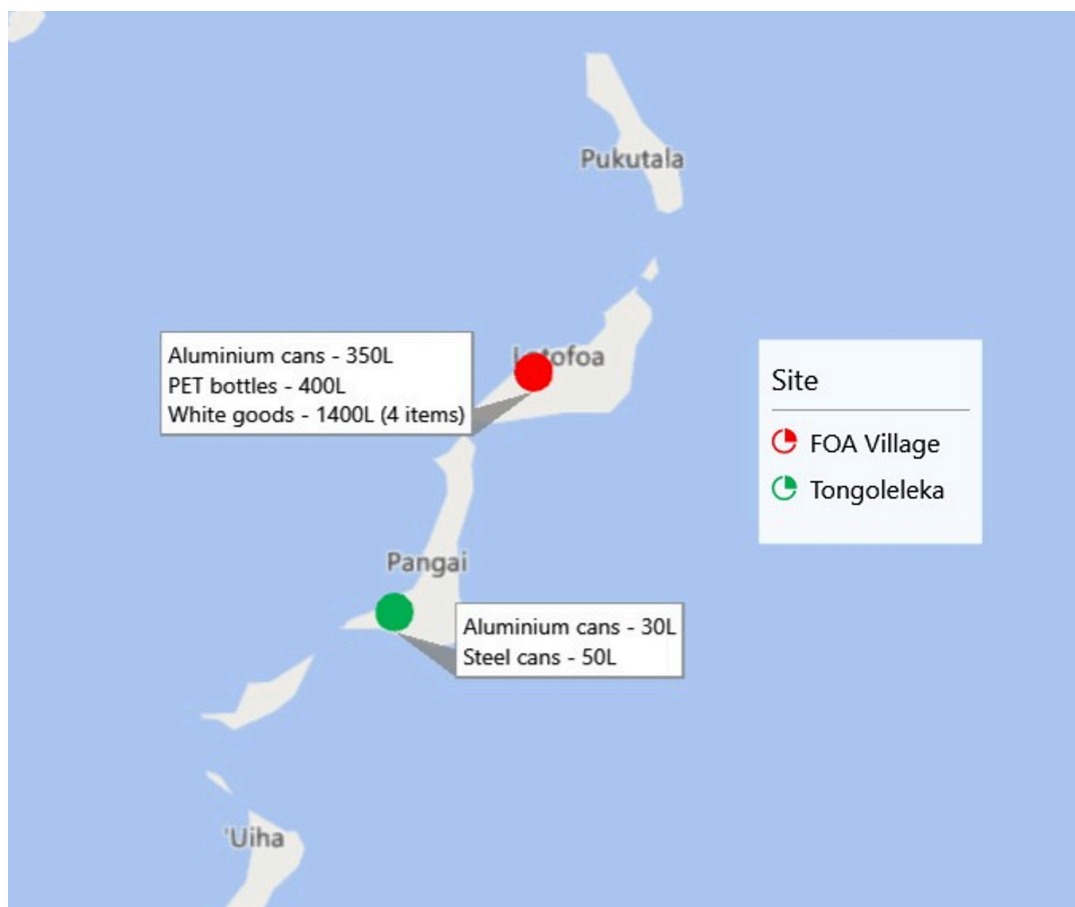 Pukutala
Lotofoa
Aluminium cans - 350L
PET bottles - 400L
White goods - 1400L (4 items)
Site
FOA Village
Tongoleleka
Pangai
Aluminium cans - 30L
Steel cans - 50L
'Uiha